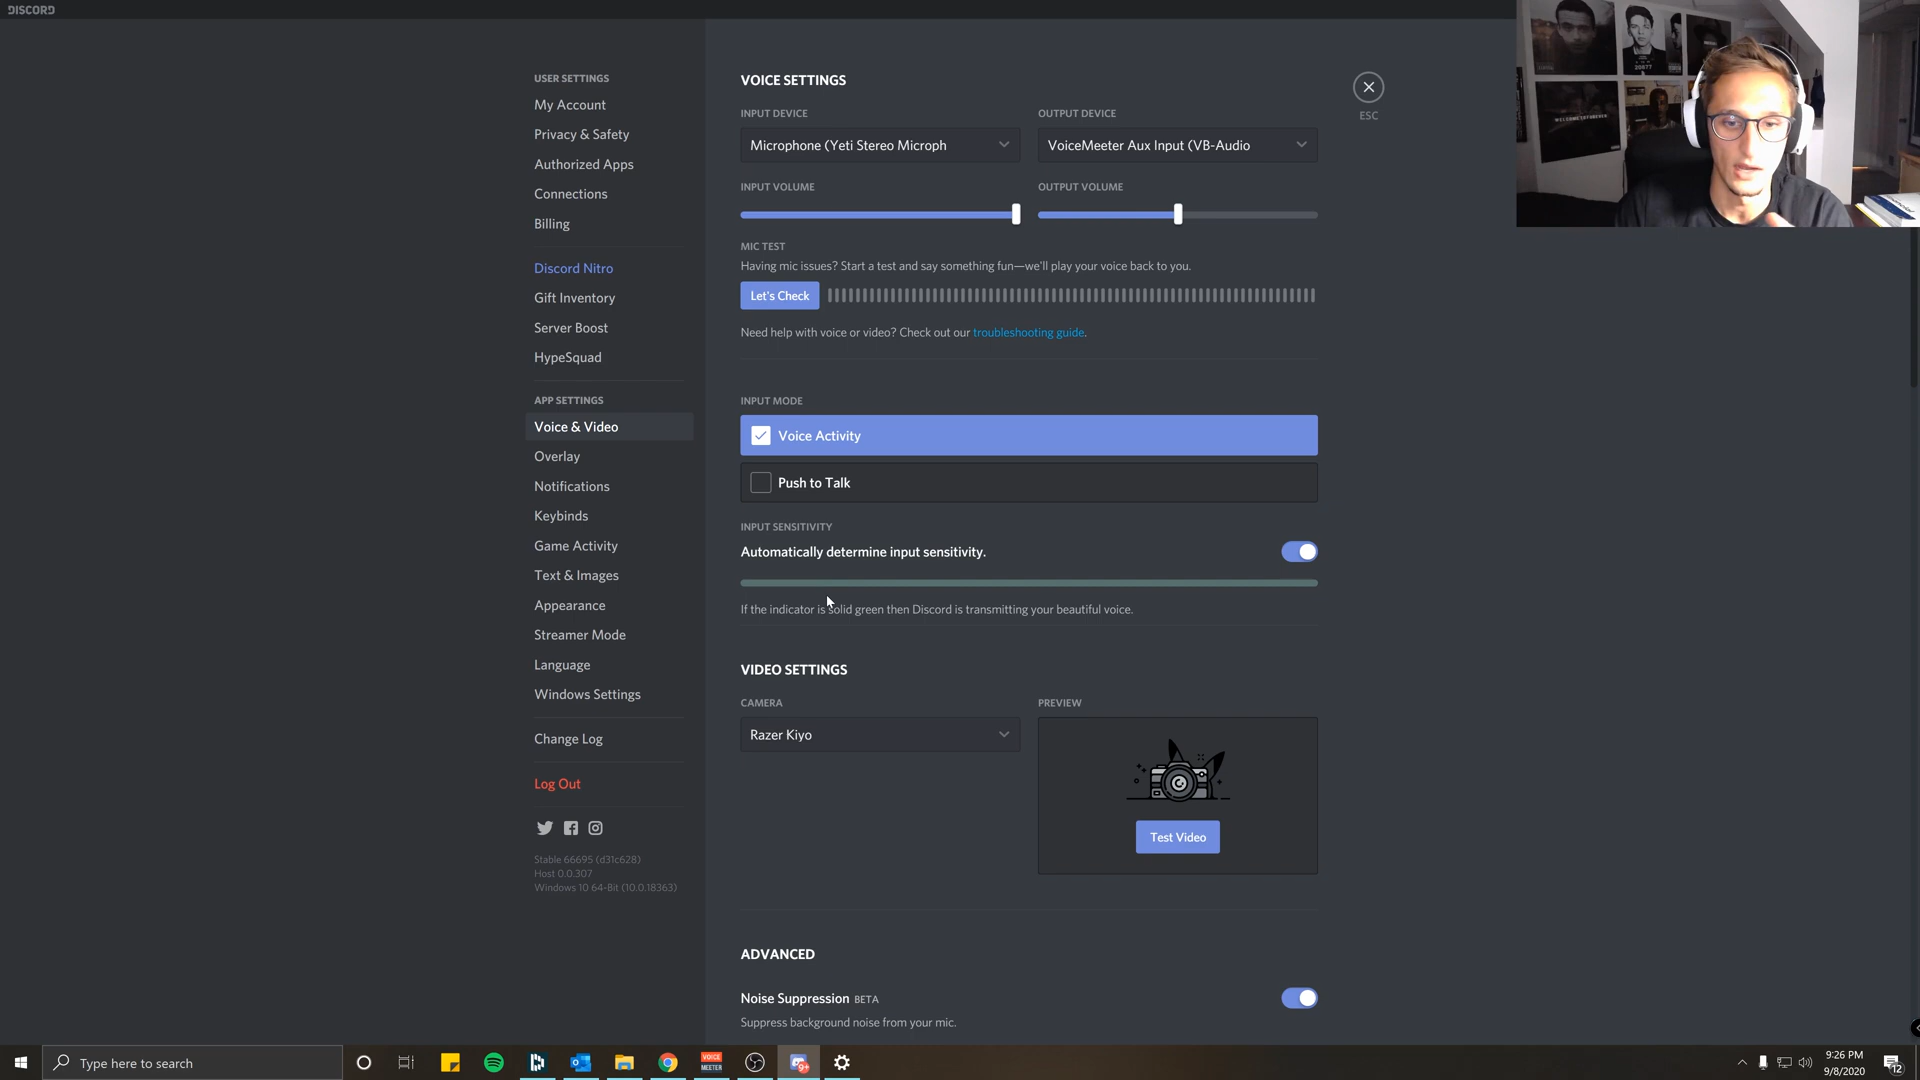 DISCORD
USER SETTINGS
My Account
Privacy & Safety
Authorized Apps
Connections
Billing
Discord Nitro
Gift Inventory
Server Boost
HypeSquad
APP SETTINGS
Voice & Video
Overlay
Notifications
Keybinds
Game Activity
Text & Images
Appearance
Streamer Mode
Language
Windows Settings
Change Log
Log Out
Stable 66695 (d31c628)
Host 0.0.307
Windows 10 64-Bit (10.0.18363)
VOICE SETTINGS
ESC
INPUT DEVICE
Microphone (Yeti Stereo Microph
OUTPUT DEVICE
VoiceMeeter Aux Input (VB-Audio
INPUT VOLUME
OUTPUT VOLUME
MIC TEST
Having mic issues? Start a test and say something fun—we'll play your voice back to you.
Let's Check
Need help with voice or video? Check out our troubleshooting guide.
INPUT MODE
Voice Activity
Push to Talk
INPUT SENSITIVITY
Automatically determine input sensitivity.
If the indicator is solid green then Discord is transmitting your beautiful voice.
VIDEO SETTINGS
CAMERA
Razer Kiyo
PREVIEW
Test Video
ADVANCED
Noise Suppression BETA
Suppress background noise from your mic.
Type here to search
VOICE
MEETER
9+
9:26 PM
9/8/2020
12